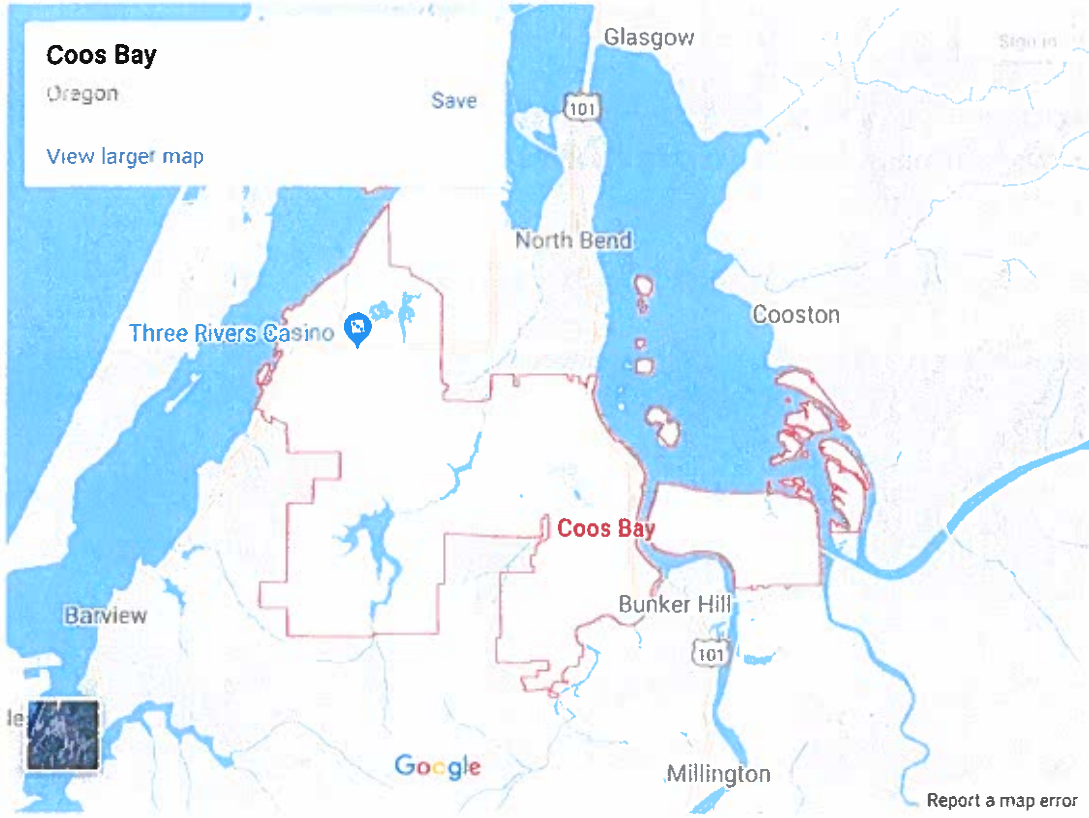 Coos Bay
Oregon
Save
View larger map
Glasgow
Sign in
101
North Bend
Cooston
Three Rivers Casino
Coos Bay
Bunker Hill
Barview
101
le
Google
Millington
Report a map error